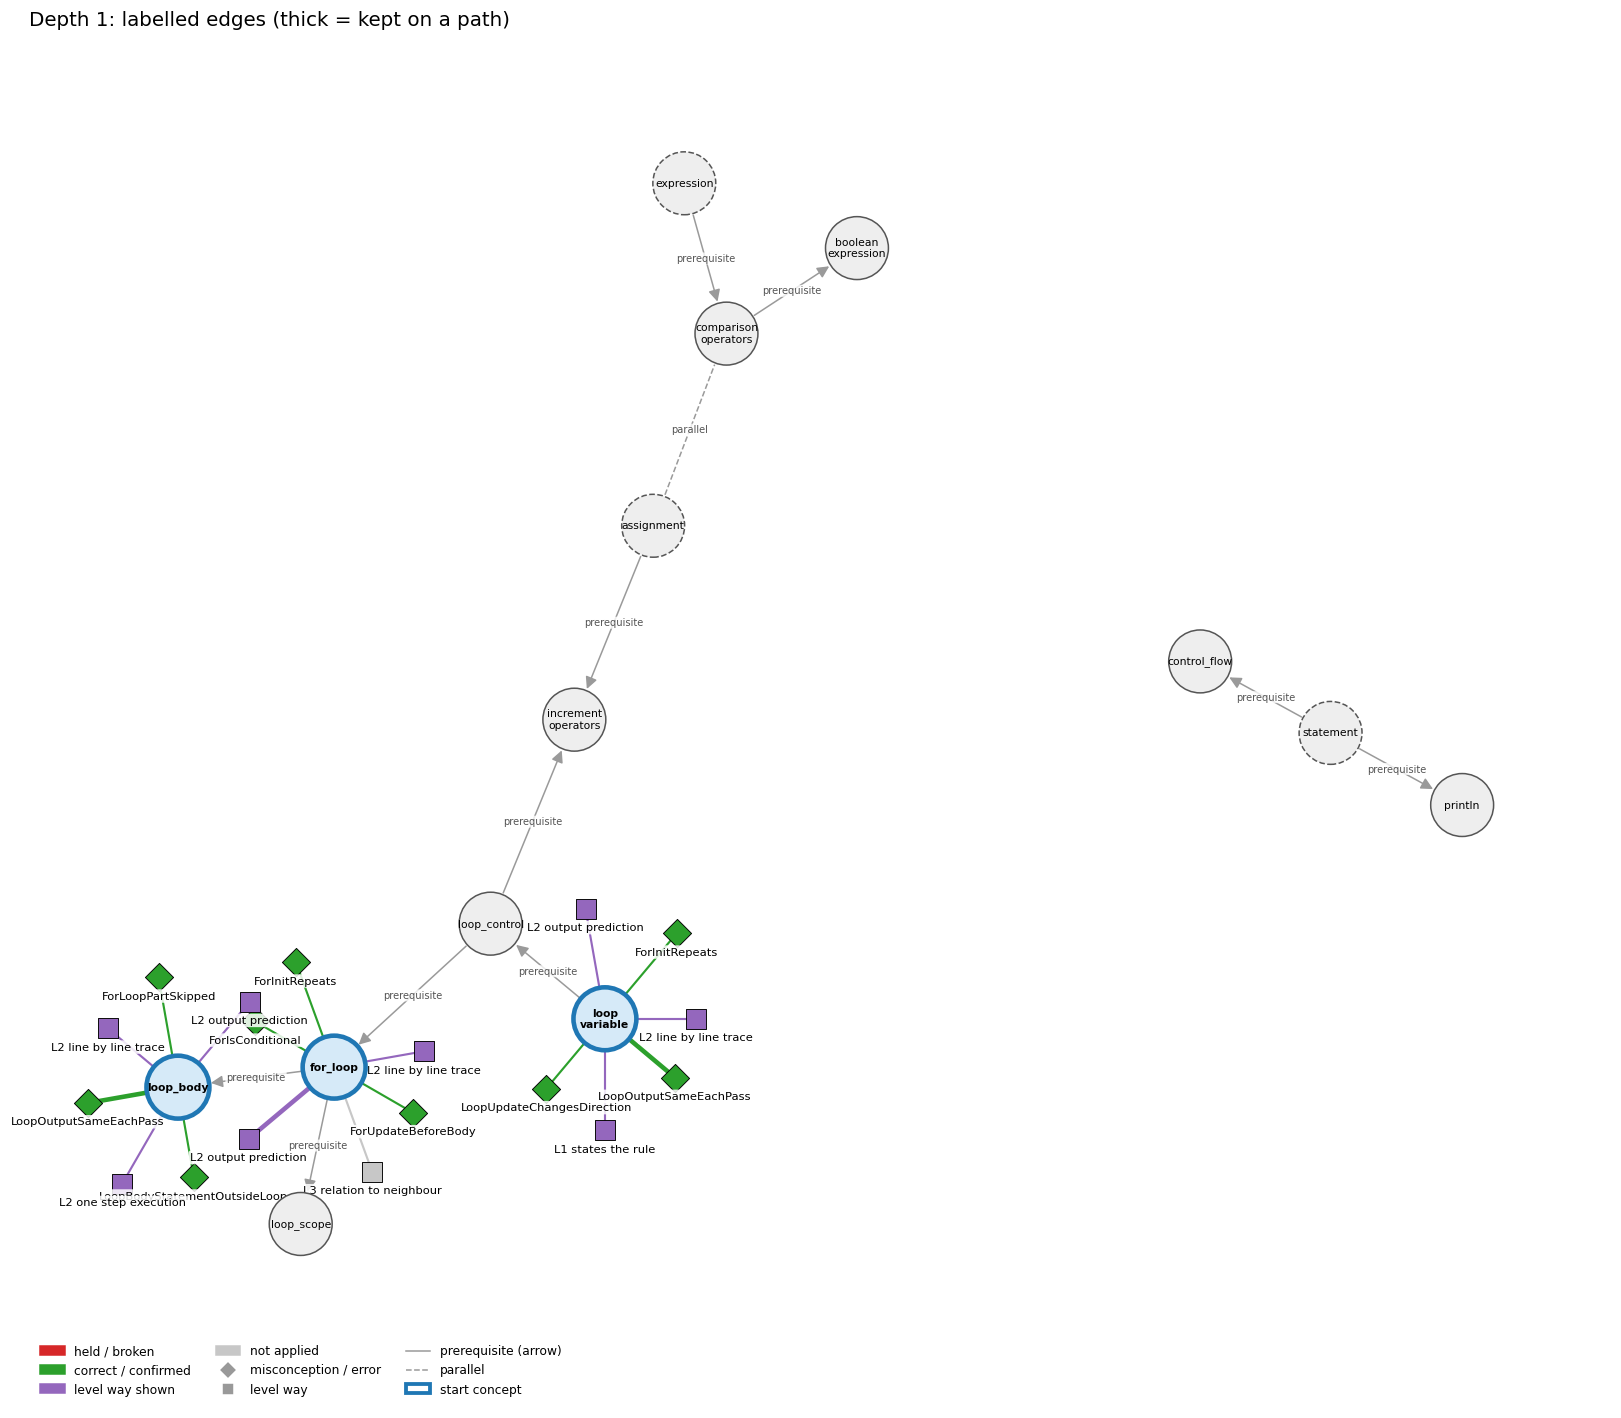 Depth 1: labelled edges (thick = kept on a path)
expression
boolean
expression
prerequisite
prerequisite
comparison
operators
parallel
assignment
prerequisite
control_flow
prerequisite
increment
operators
statement
prerequisite
println
prerequisite
loop_control
L2 output prediction
ForInitRepeats
prerequisite
ForInitRepeats
ForLoopPartSkipped
prerequisite
L2 output prediction
loop
variable
L2 line by line trace
ForIsConditional
L2 line by line trace
for_loop
L2 line by line trace
prerequisite
loop_body
LoopOutputSameEachPass
LoopUpdateChangesDirection
LoopOutputSameEachPass
ForUpdateBeforeBody
prerequisite
L1 states the rule
L2 output prediction
L3 relation to neighbour
LoopBodyStatementOutsideLoop
L2 one step execution
loop_scope
held / broken
correct / confirmed
level way shown
not applied
misconception / error
level way
prerequisite (arrow)
parallel
start concept